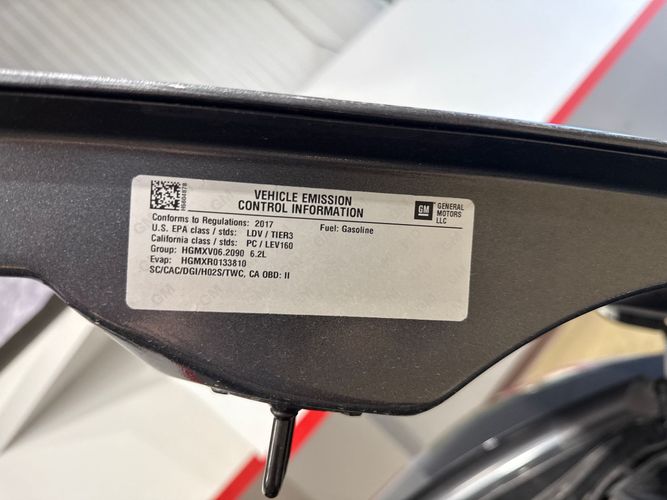 VEHICLE EMISSION
CONTROL INFORMATION
GM
GENERAL
MOTORS
LLC
Conforms to Regulations: 2017
Fuel: Gasoline
U.S. EPA class / stds: LDV / TIER3
California class / stds: PC / LEV160
Group: HGMXV06.2090 6.2L
Evap: HGMXR0133810
SC/CAC/DGI/HO2S/TWC, CA OBD: II